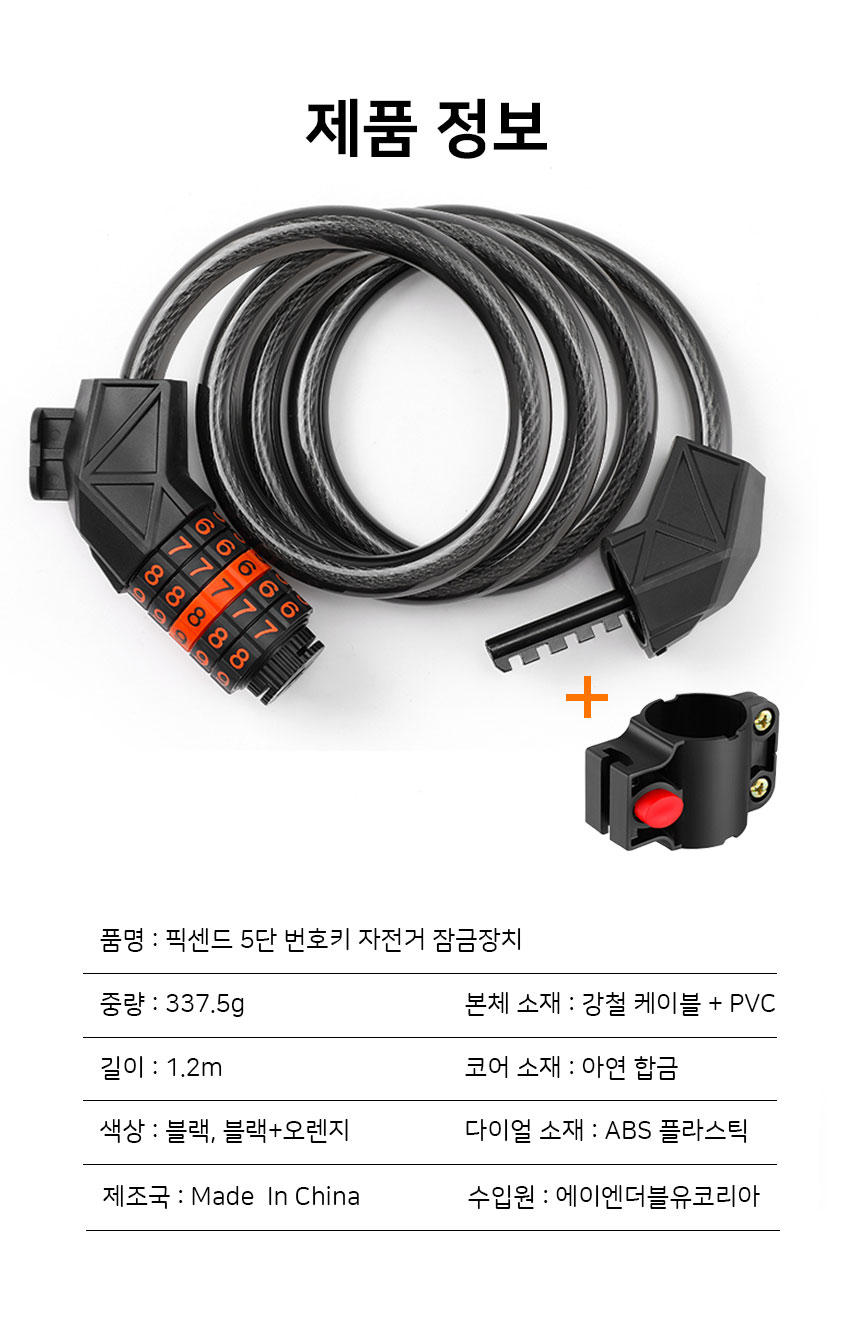 제품 정보
품명 : 픽센드 5단 번호키 자전거 잠금장치
중량 : 337.5g 본체 소재 : 강철 케이블 + PVC
길이 : 1.2m 코어 소재 : 아연 합금
색상 : 블랙, 블랙+오렌지 다이얼 소재 : ABS 플라스틱
제조국 : Made In China 수입원 : 에이엔더블유코리아